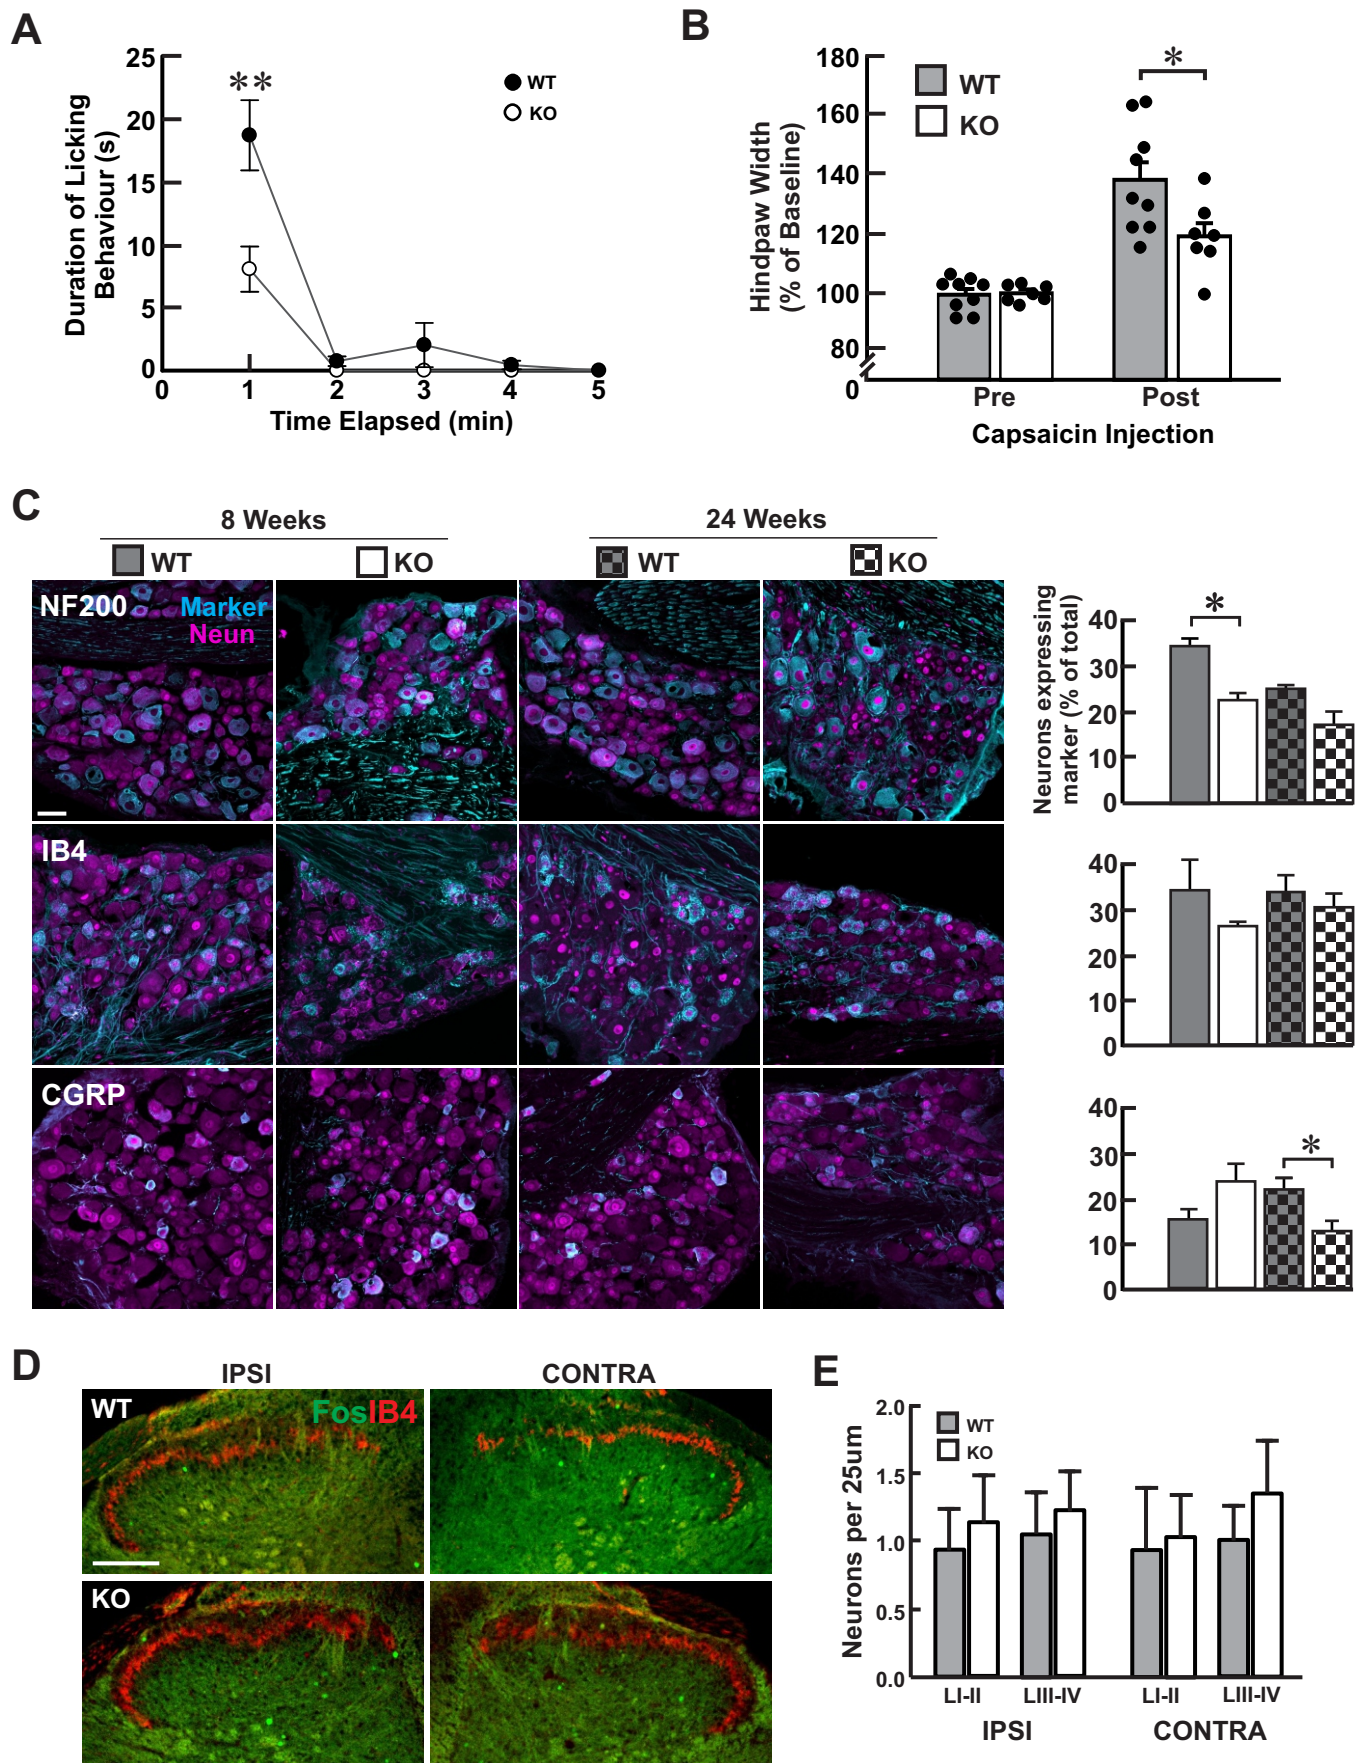 A
25
20
15
10
5
0
**
WT
KO
Duration of Licking
Behaviour (s)
0 1 2 3 4 5
Time Elapsed (min)
B
180
160
140
120
100
80
0
WT
KO
*
Hindpaw Width
(% of Baseline)
Pre Post
Capsaicin Injection
C
8 Weeks 24 Weeks
WT KO WT KO
NF200 Marker
Neun
IB4
CGRP
Neurons expressing
marker (% of total)
40
30
20
10
0
*
40
30
20
10
0
40
30
20
10
0
*
D
IPSI CONTRA
WT FosIB4
KO
E
2.0
1.5
1.0
0.5
0.0
WT
KO
Neurons per 25um
LI-II LIII-IV LI-II LIII-IV
IPSI CONTRA